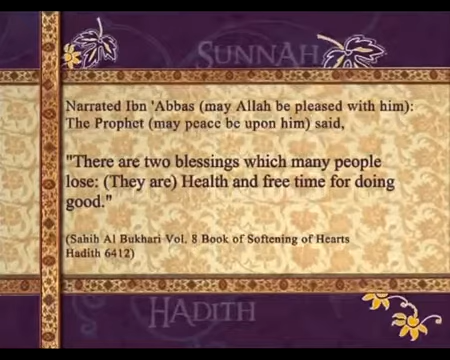 SUNNAH
Narrated Ibn 'Abbas (may Allah be pleased with him):
The Prophet (may peace be upon him) said,
"There are two blessings which many people
lose: (They are) Health and free time for doing
good."
(Sahih Al Bukhari Vol. 8 Book of Softening of Hearts
Hadith 6412)
HADITH